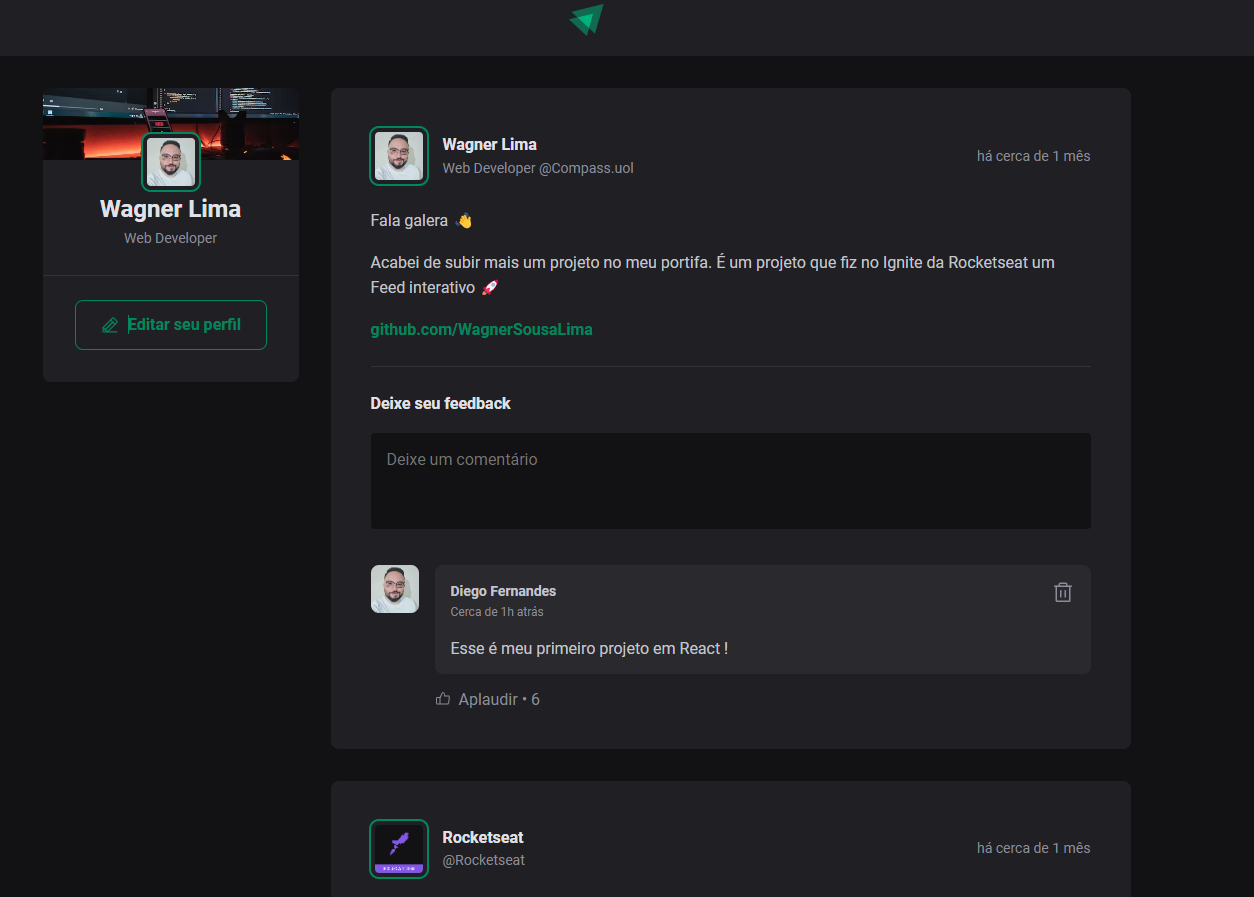 Wagner Lima
Web Developer
Editar seu perfil
Wagner Lima
Web Developer @Compass.uol
há cerca de 1 mês
Fala galera 👋
Acabei de subir mais um projeto no meu portifa. É um projeto que fiz no Ignite da Rocketseat um
Feed interativo 🚀
github.com/WagnerSousaLima
Deixe seu feedback
Deixe um comentário
Diego Fernandes
Cerca de 1h atrás
Esse é meu primeiro projeto em React !
Aplaudir • 6
Rocketseat
@Rocketseat
há cerca de 1 mês